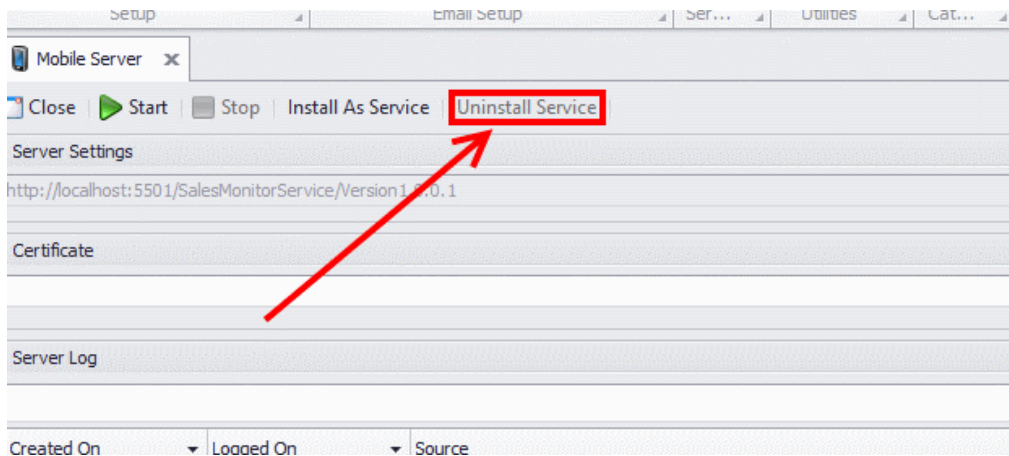 Setup Email Setup Ser... Utilities Cat...
Mobile Server
Close Start Stop Install As Service Uninstall Service
Server Settings
http://localhost:5501/SalesMonitorService/Version1.0.0.1
Certificate
Server Log
Created On Logged On Source